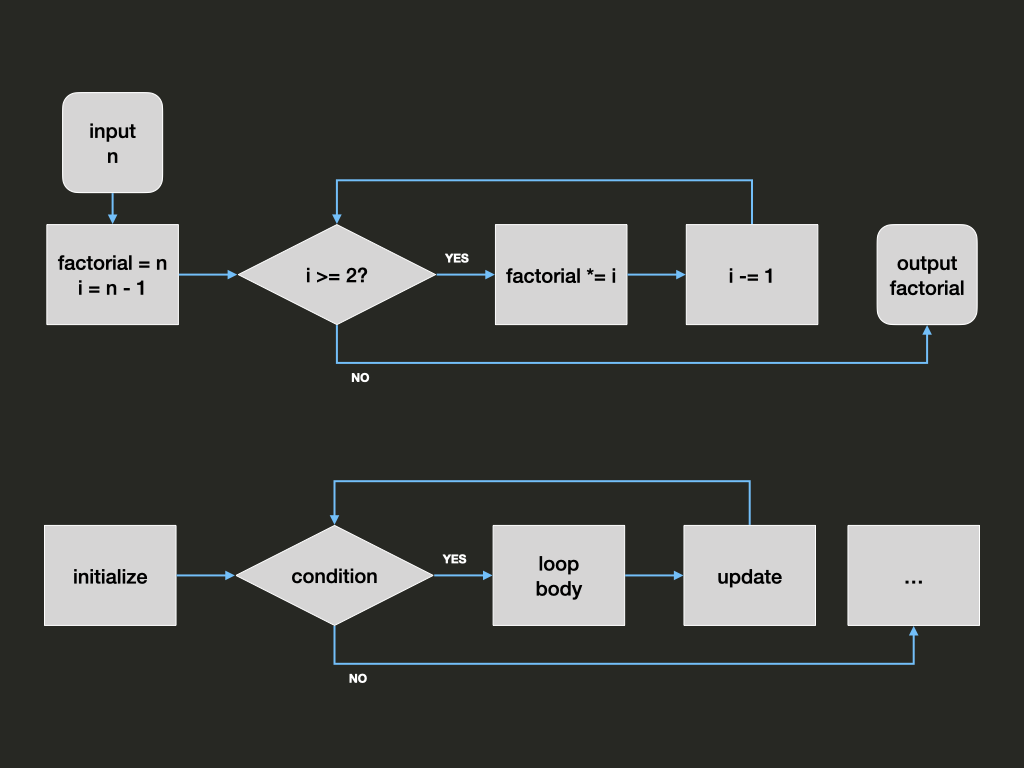 input
n
factorial = n
i = n - 1
i >= 2?
YES
factorial *= i
i -= 1
output
factorial
NO
initialize
condition
YES
loop
body
update
...
NO